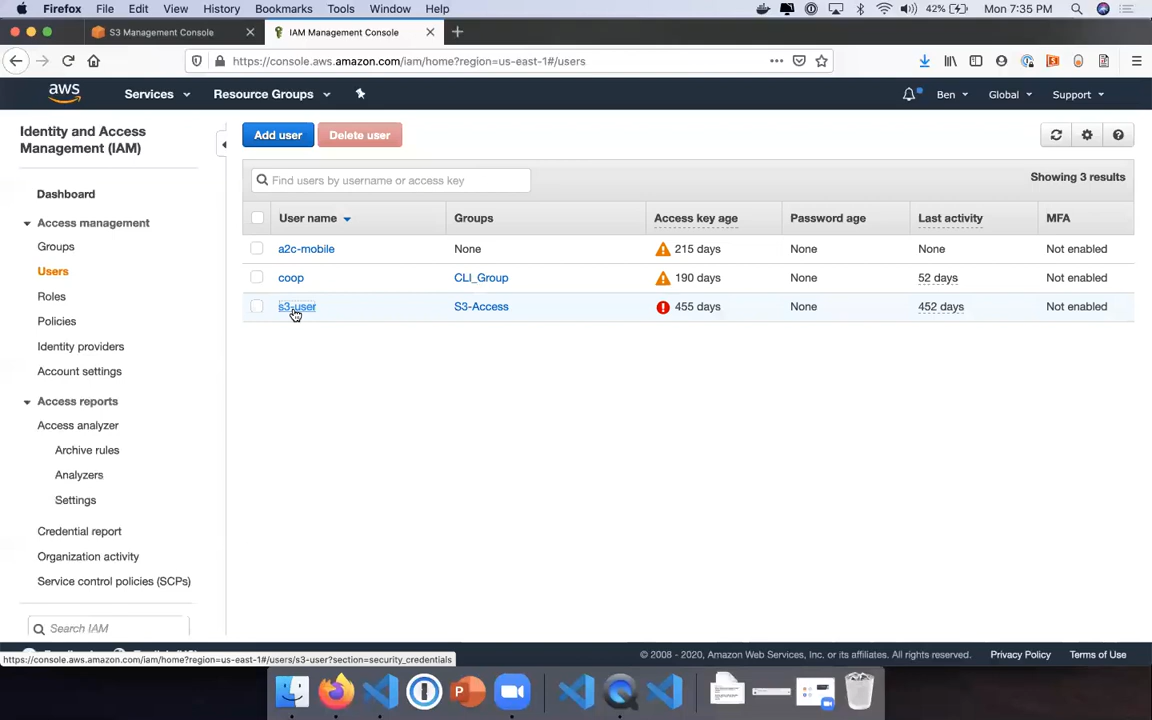 Firefox File Edit View History Bookmarks Tools Window Help 42% Mon 7:35 PM
S3 Management Console IAM Management Console
https://console.aws.amazon.com/iam/home?region=us-east-1#/users
aws Services Resource Groups Ben Global Support
Identity and Access
Management (IAM)
Dashboard
Access management
Groups
Users
Roles
Policies
Identity providers
Account settings
Access reports
Access analyzer
Archive rules
Analyzers
Settings
Credential report
Organization activity
Service control policies (SCPs)
Search IAM
Add user Delete user
Find users by username or access key
Showing 3 results
User name Groups Access key age Password age Last activity MFA
a2c-mobile None 215 days None None Not enabled
coop CLI_Group 190 days None 52 days Not enabled
s3-user S3-Access 455 days None 452 days Not enabled
© 2008 - 2020, Amazon Web Services, Inc. or its affiliates. All rights reserved. Privacy Policy Terms of Use
https://console.aws.amazon.com/iam/home?region=us-east-1#/users/s3-user?section=security_credentials